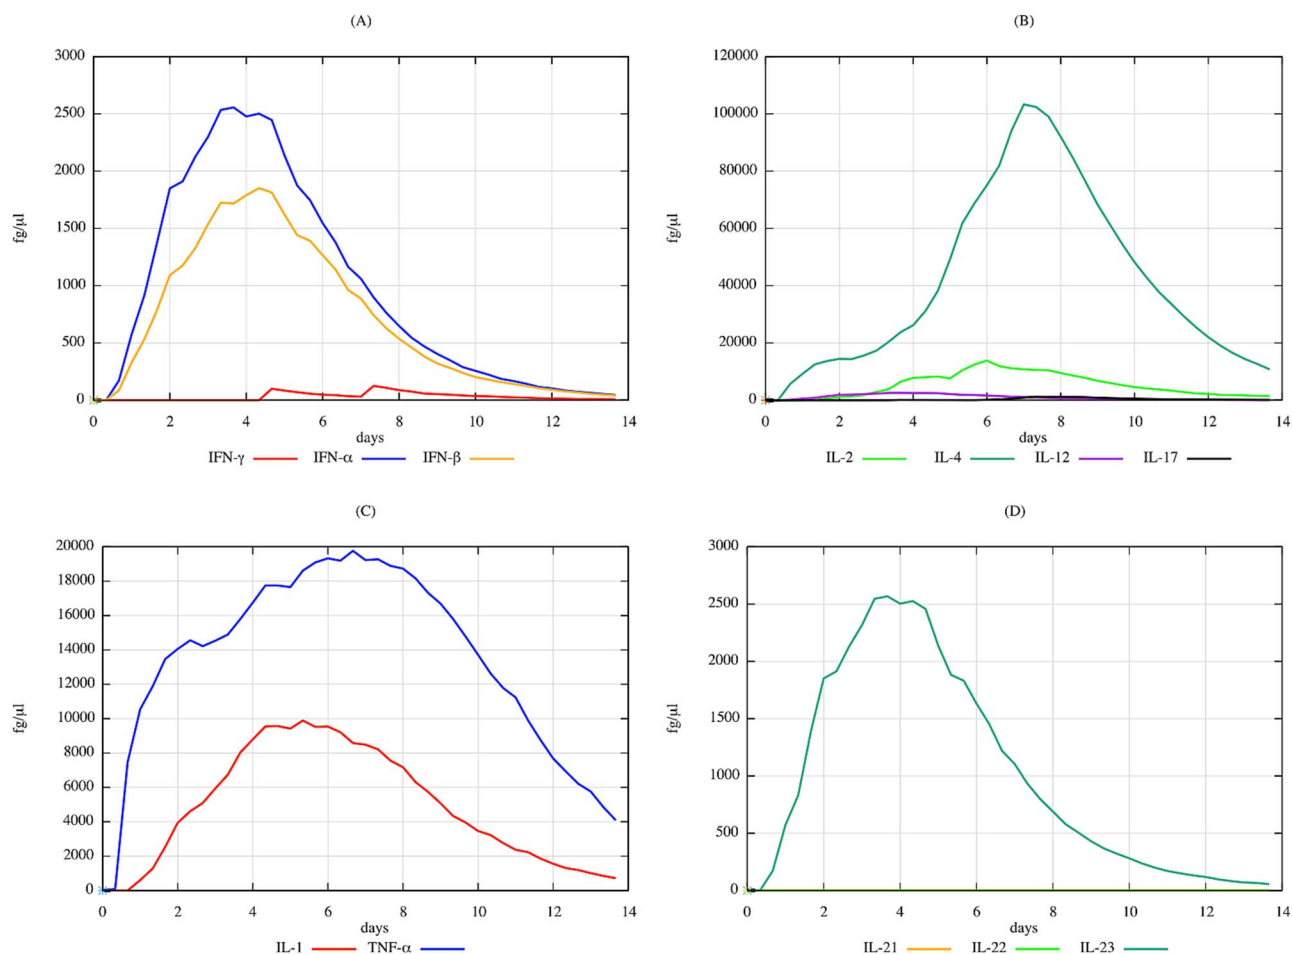 (A)
3000
2500
2000
1500
1000
500
0
fg/μl
0 2 4 6 8 10 12 14
days
IFN-γ IFN-α IFN-β
(B)
120000
100000
80000
60000
40000
20000
0
fg/μl
0 2 4 6 8 10 12 14
days
IL-2 IL-4 IL-12 IL-17
(C)
20000
18000
16000
14000
12000
10000
8000
6000
4000
2000
0
fg/μl
0 2 4 6 8 10 12 14
days
IL-1 TNF-α
(D)
3000
2500
2000
1500
1000
500
0
fg/μl
0 2 4 6 8 10 12 14
days
IL-21 IL-22 IL-23